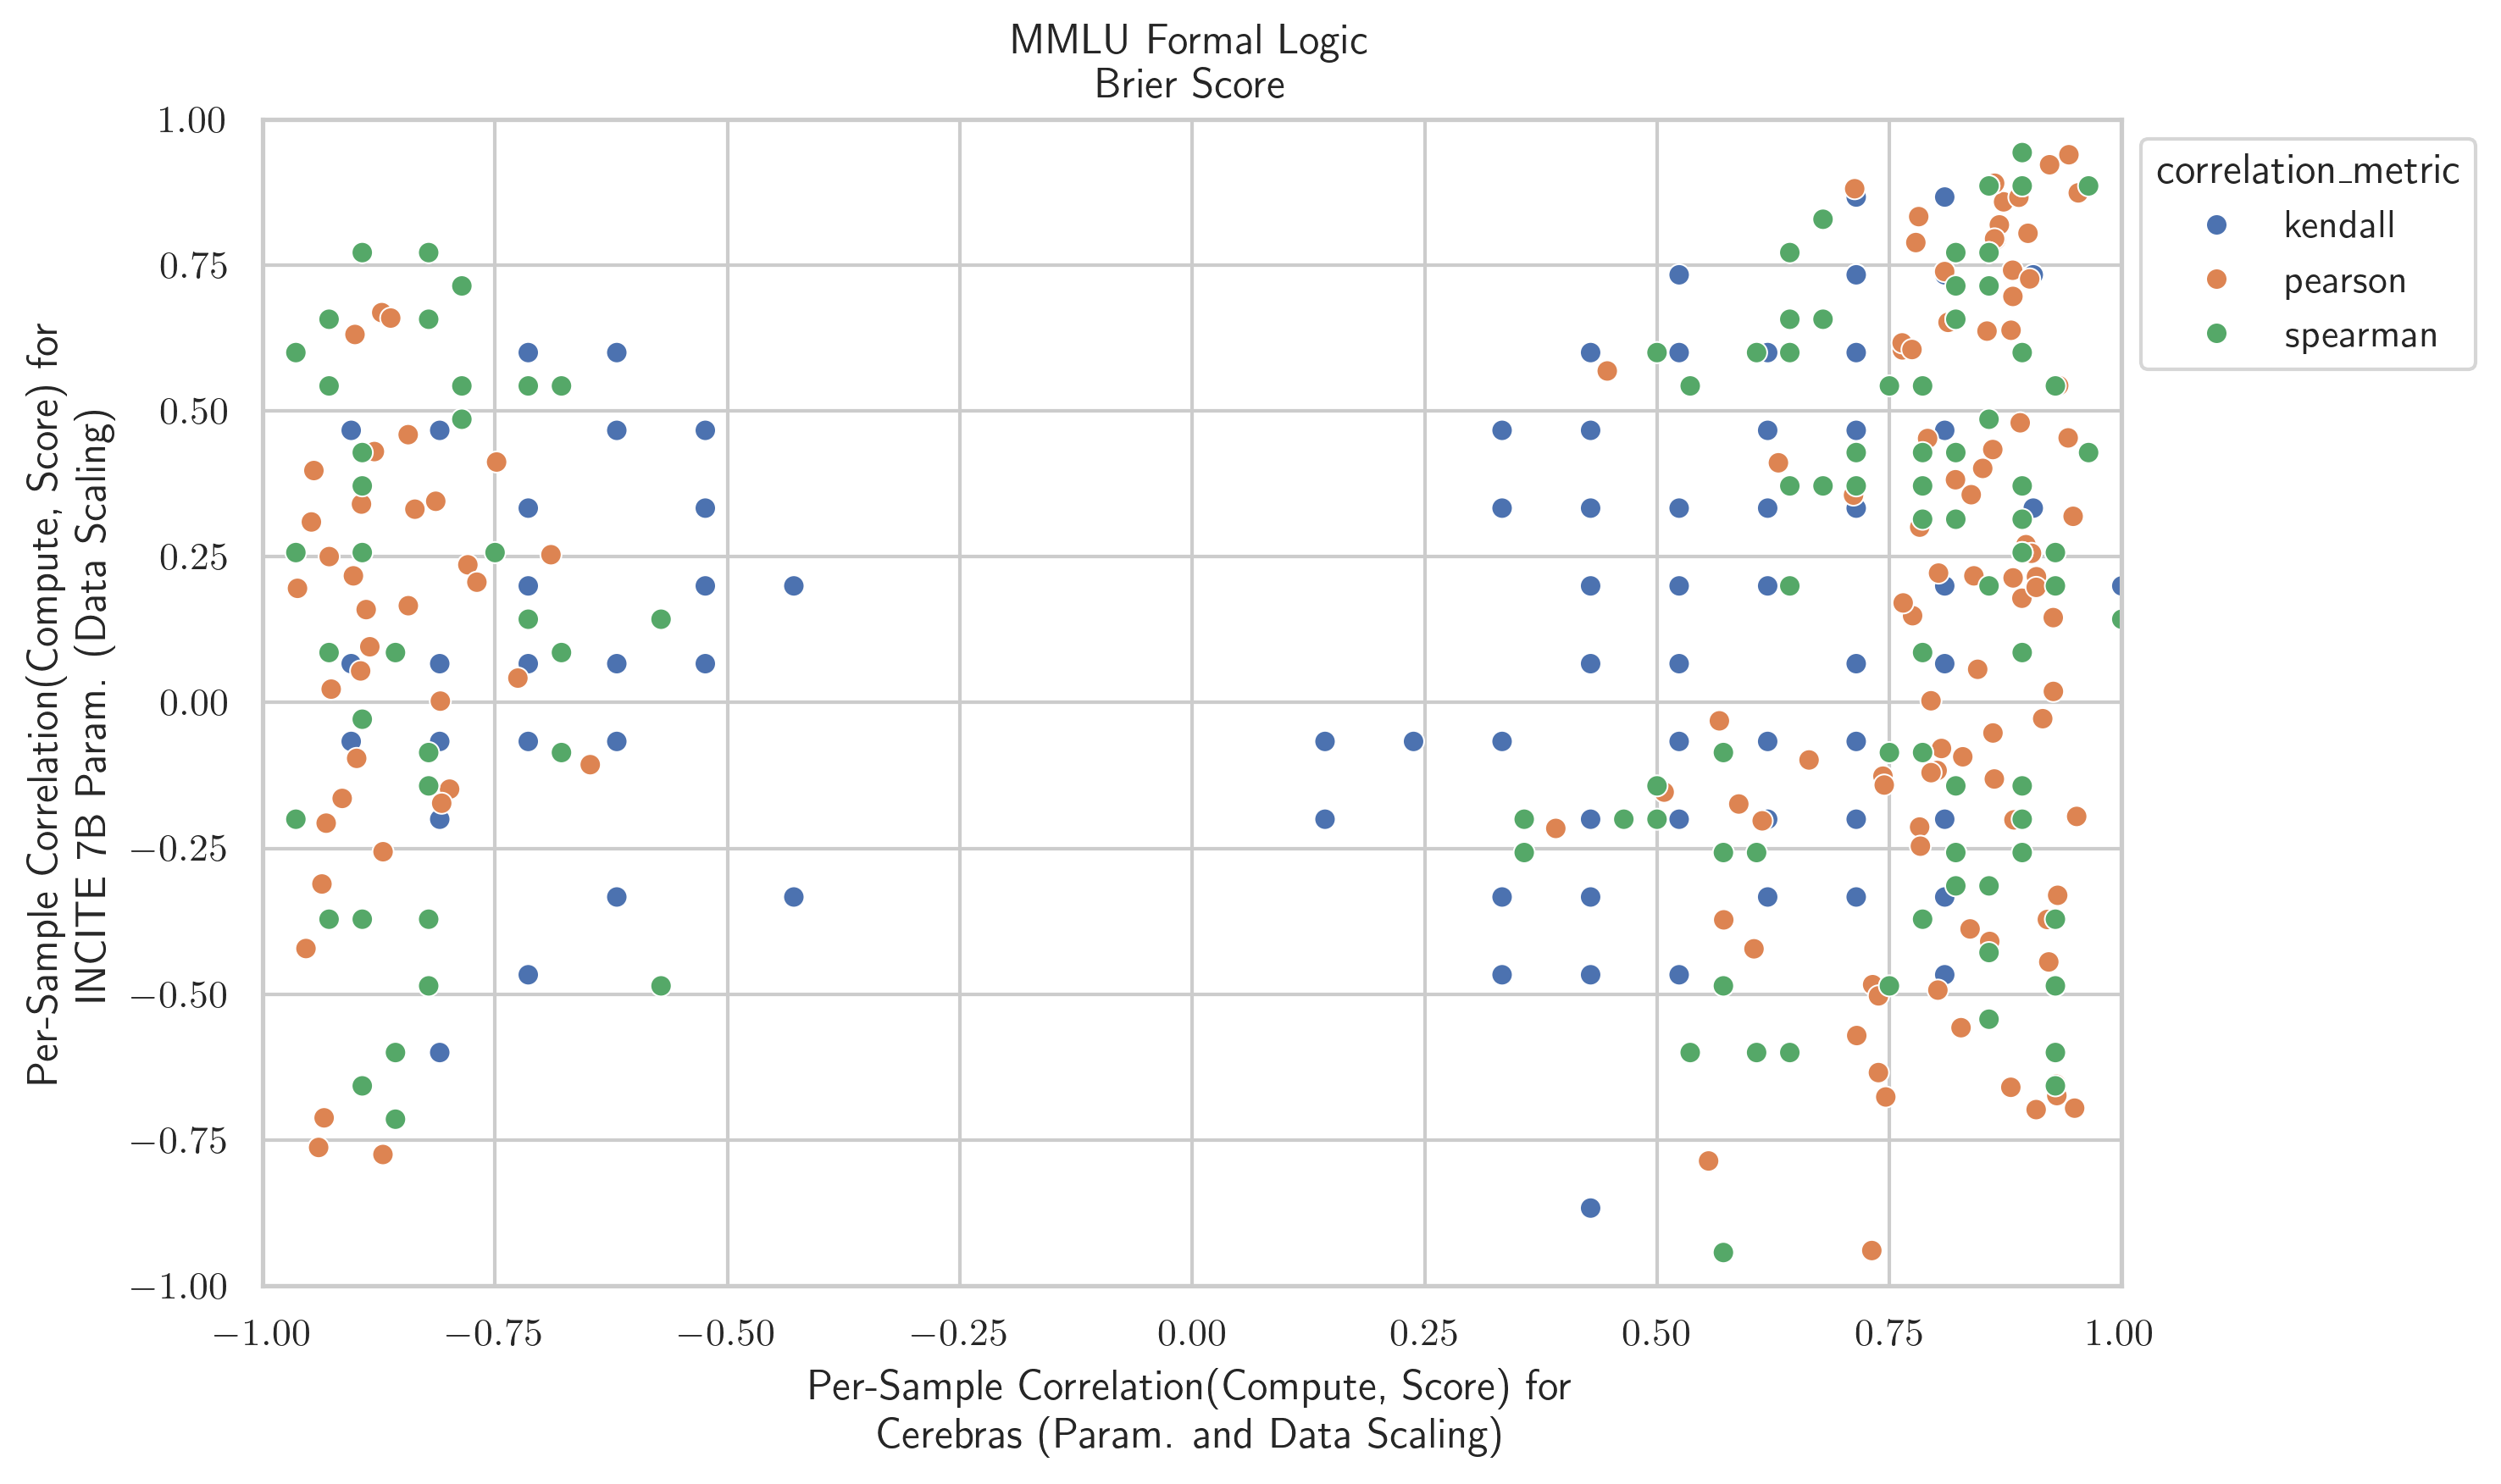 MMLU Formal Logic
Brier Score
Per-Sample Correlation(Compute, Score) for
INCITE 7B Param. (Data Scaling)
1.00
0.75
0.50
0.25
0.00
−0.25
−0.50
−0.75
−1.00
−1.00 −0.75 −0.50 −0.25 0.00 0.25 0.50 0.75 1.00
Per-Sample Correlation(Compute, Score) for
Cerebras (Param. and Data Scaling)
correlation_metric
kendall
pearson
spearman